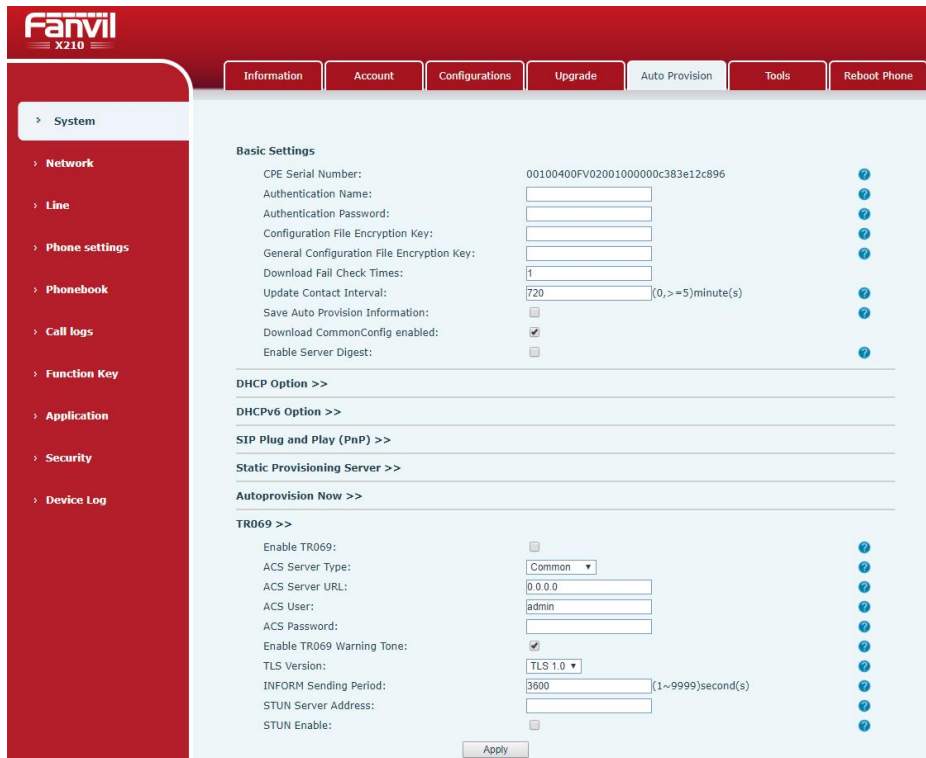 Fanvil
X210
Information Account Configurations Upgrade Auto Provision Tools Reboot Phone
› System
› Network
› Line
› Phone settings
› Phonebook
› Call logs
› Function Key
› Application
› Security
› Device Log
Basic Settings
CPE Serial Number: 00100400FV02001000000c383e12c896 ?
Authentication Name: ?
Authentication Password: ?
Configuration File Encryption Key: ?
General Configuration File Encryption Key: ?
Download Fail Check Times: 1
Update Contact Interval: 720 (0,>=5)minute(s) ?
Save Auto Provision Information: ?
Download CommonConfig enabled:
Enable Server Digest: ?
DHCP Option >>
DHCPv6 Option >>
SIP Plug and Play (PnP) >>
Static Provisioning Server >>
Autoprovision Now >>
TR069 >>
Enable TR069: ?
ACS Server Type: Common ?
ACS Server URL: 0.0.0.0 ?
ACS User: admin ?
ACS Password: ?
Enable TR069 Warning Tone: ?
TLS Version: TLS 1.0 ?
INFORM Sending Period: 3600 (1~9999)second(s) ?
STUN Server Address: ?
STUN Enable: ?
Apply